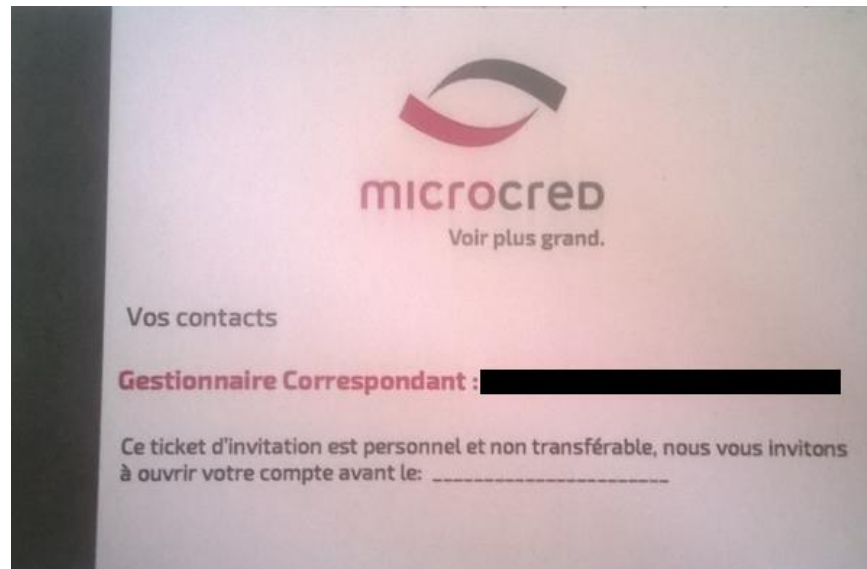 microcred
Voir plus grand.
Vos contacts
Gestionnaire Correspondant :
Ce ticket d'invitation est personnel et non transférable, nous vous invitons
à ouvrir votre compte avant le: _______________________